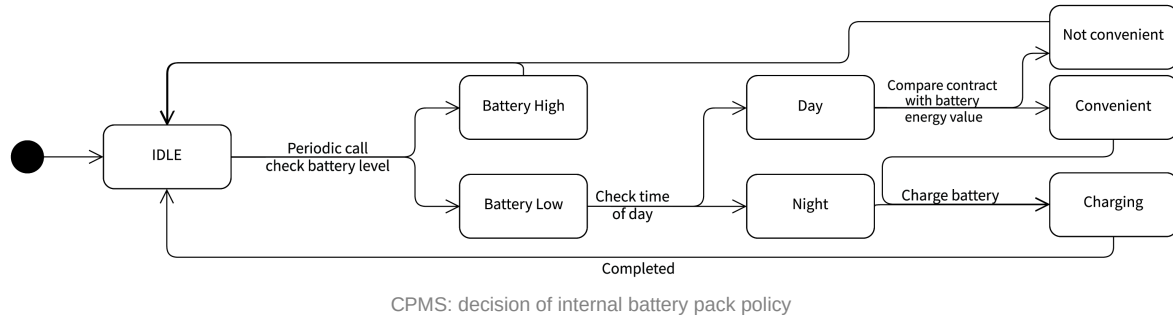 Not convenient
Compare contract
with battery
energy value
Battery High
Day
Convenient
IDLE
Periodic call
check battery level
Battery Low
Check time
of day
Night
Charge battery
Charging
Completed
CPMS: decision of internal battery pack policy